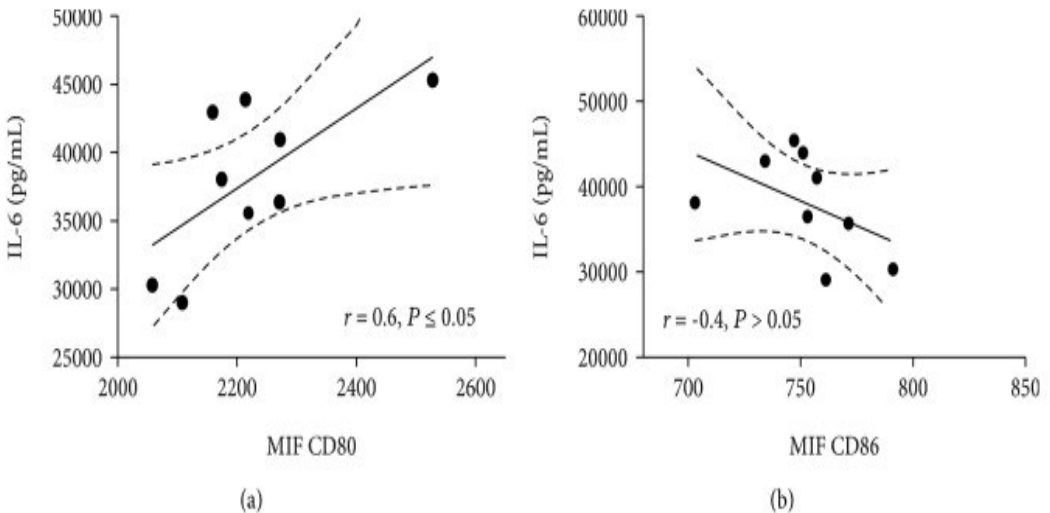 50000
45000
40000
35000
30000
25000
IL-6 (pg/mL)
2000 2200 2400 2600
MIF CD80
r = 0.6, P ≤ 0.05
(a)
60000
50000
40000
30000
20000
IL-6 (pg/mL)
700 750 800 850
MIF CD86
r = -0.4, P > 0.05
(b)